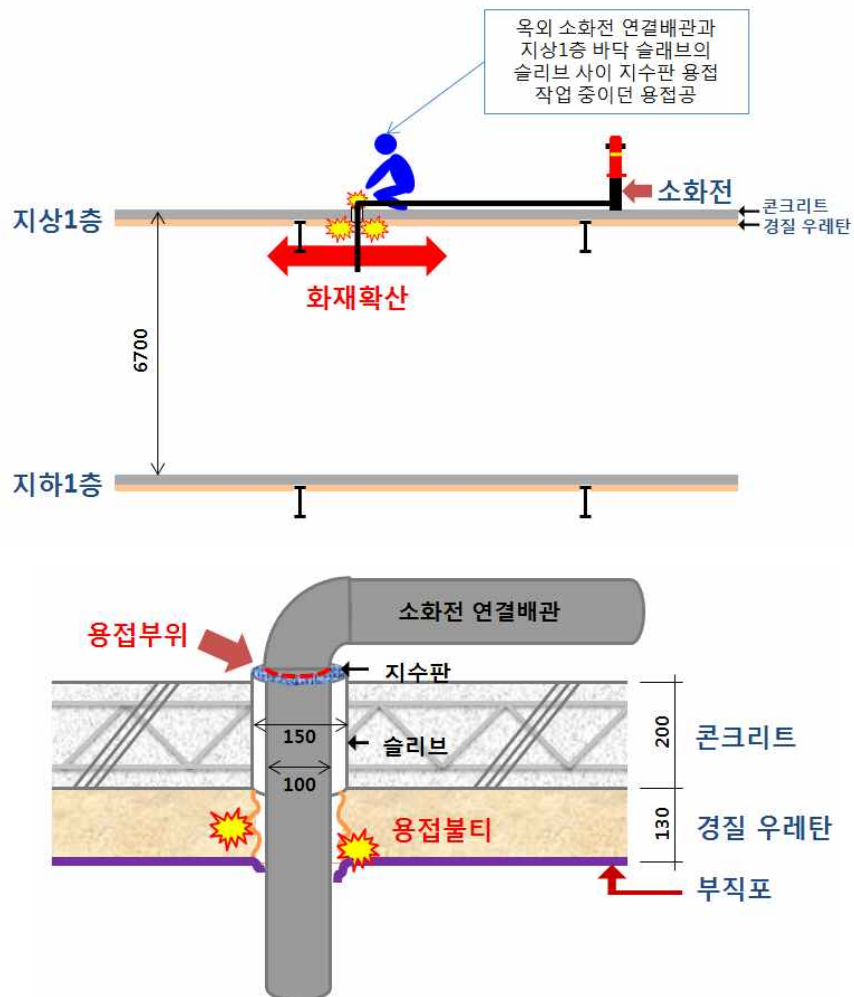 옥외 소화전 연결배관과
지상1층 바닥 슬래브의
슬리브 사이 지수판 용접
작업 중이던 용접공
소화전
지상1층
콘크리트
경질 우레탄
화재확산
6700
지하1층
소화전 연결배관
용접부위
지수판
150
슬리브
200
콘크리트
100
용접불티
130
경질 우레탄
부직포